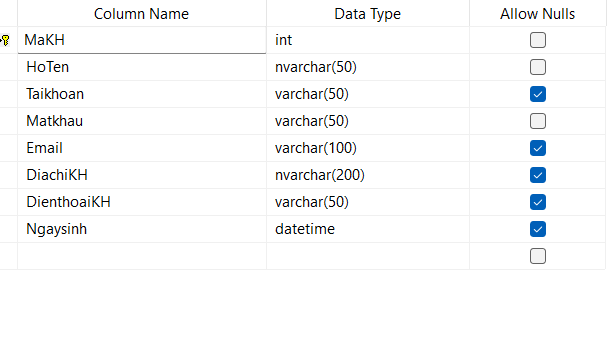 Column Name Data Type Allow Nulls
MaKH int
HoTen nvarchar(50)
Taikhoan varchar(50)
Matkhau varchar(50)
Email varchar(100)
DiachiKH nvarchar(200)
DienthoaiKH varchar(50)
Ngaysinh datetime